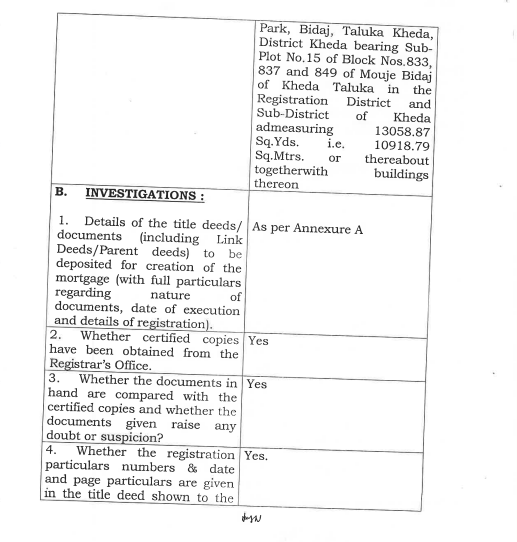 Park, Bidaj, Taluka Kheda,
District Kheda bearing Sub-
Plot No.15 of Block Nos.833,
837 and 849 of Mouje Bidaj
of Kheda Taluka in the
Registration District and
Sub-District of Kheda
admeasuring 13058.87
Sq.Yds. i.e. 10918.79
Sq.Mtrs. or thereabout
togetherwith buildings
thereon
B. INVESTIGATIONS :
1. Details of the title deeds/
documents (including Link
Deeds/Parent deeds) to be
deposited for creation of the
mortgage (with full particulars
regarding nature of
documents, date of execution
and details of registration).
As per Annexure A
2. Whether certified copies
have been obtained from the
Registrar's Office.
Yes
3. Whether the documents in
hand are compared with the
certified copies and whether the
documents given raise any
doubt or suspicion?
Yes
4. Whether the registration
particulars numbers & date
and page particulars are given
in the title deed shown to the
Yes.